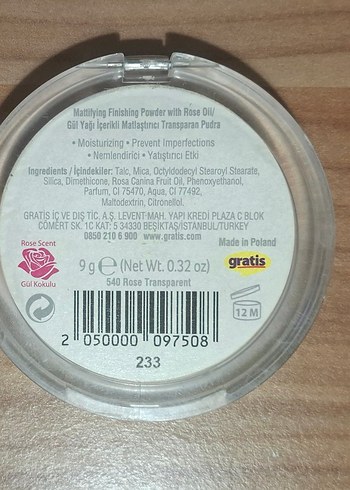 Mattifying Finishing Powder with Rose Oil/
Gül Yağı İçerikli Matlaştırıcı Transparan Pudra
• Moisturizing • Prevent Imperfections
• Nemlendirici • Yatıştırıcı Etki
Ingredients / İçindekiler: Talc, Mica, Octyldodecyl Stearoyl Stearate,
Silica, Dimethicone, Rosa Canina Fruit Oil, Phenoxyethanol,
Parfum, CI 75470, Aqua, CI 77492,
Maltodextrin, Citronellol.
GRATİS İÇ VE DIŞ TİC. A.Ş. LEVENT-MAH. YAPI KREDİ PLAZA C BLOK
CÖMERT SK. 1C KAT: 5 34330 BEŞİKTAŞ/İSTANBUL/TURKEY
0850 210 6 900 www.gratis.com
Made in Poland
Rose Scent
Gül Kokulu
9 g e (Net Wt. 0.32 oz)
gratis
540 Rose Transparent
12 M
2 050000 097508
233